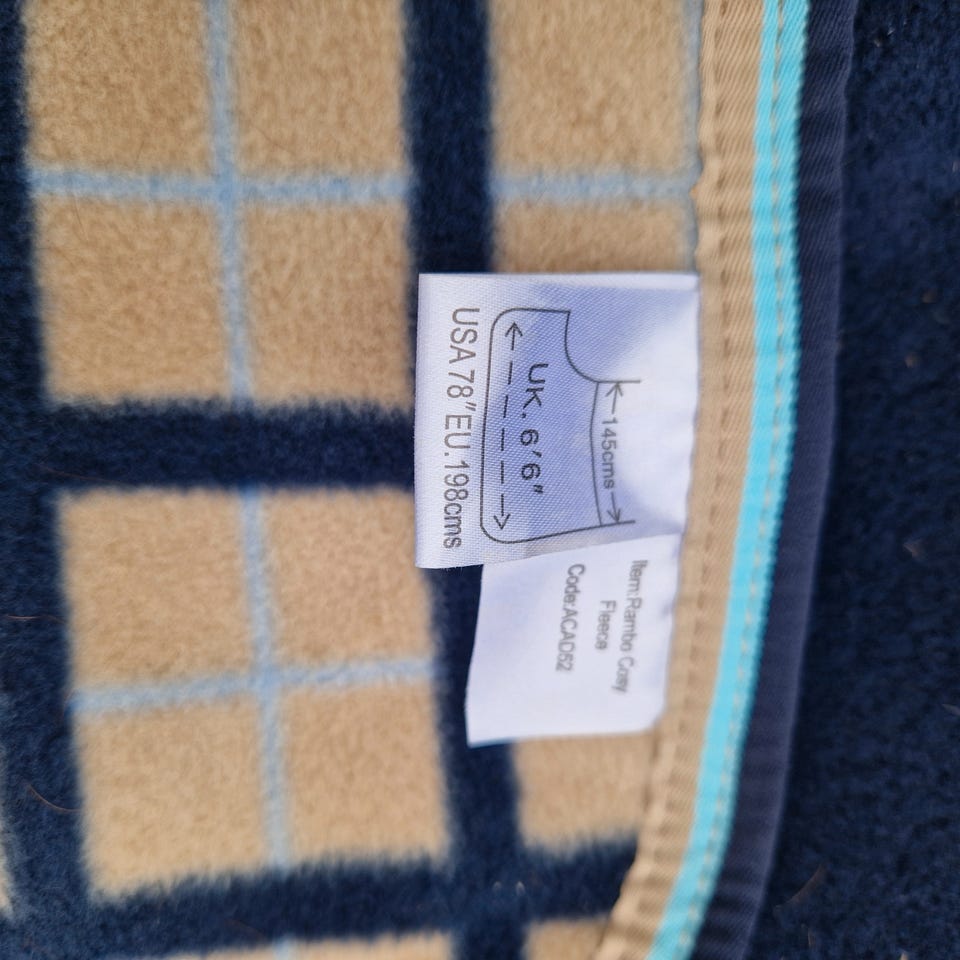 145cms
UK. 6'6"
USA 78"EU.198cms
Item:Rambo Cosy
Fleece
Code:ACAD52